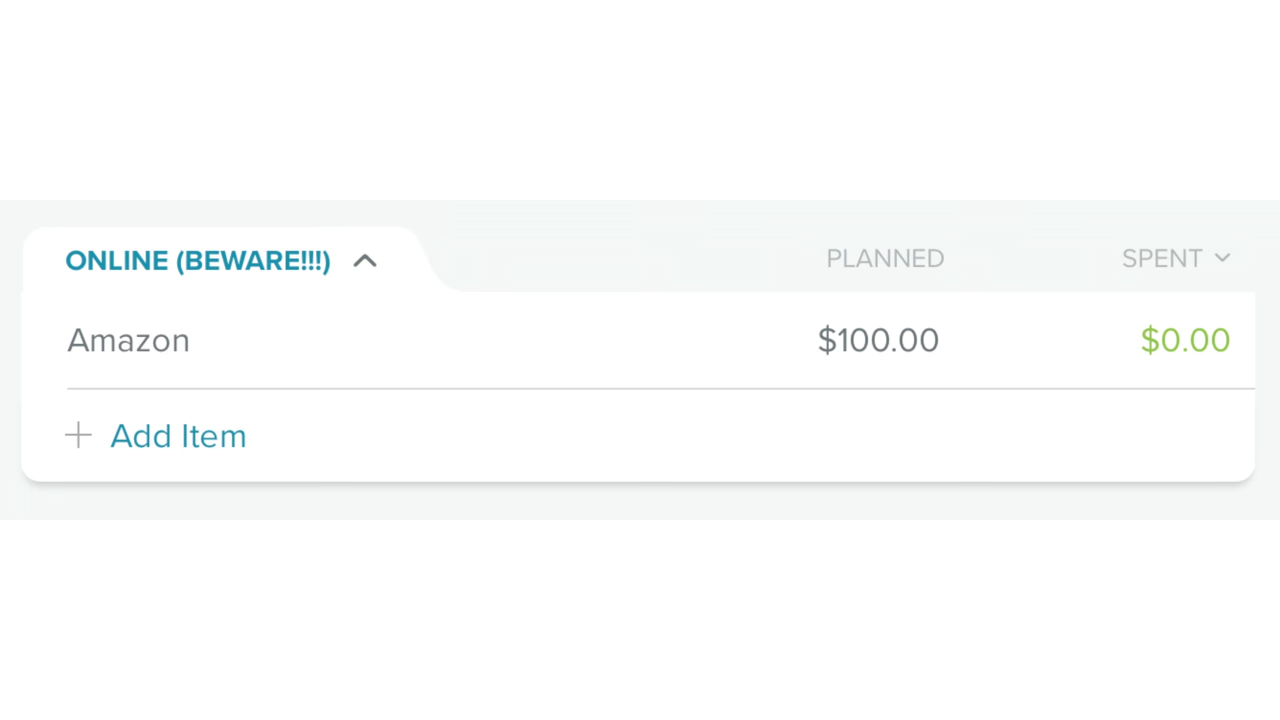 ONLINE (BEWARE!!!) PLANNED SPENT
Amazon $100.00 $0.00
+ Add Item